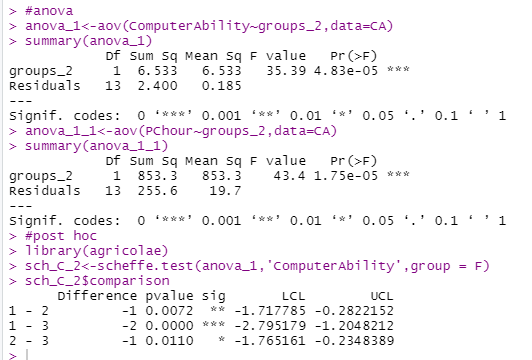 > #anova
> anova_1<-aov(ComputerAbility~groups_2,data=CA)
> summary(anova_1)
            Df Sum Sq Mean Sq F value   Pr(>F)
groups_2     1  6.533   6.533   35.39 4.83e-05 ***
Residuals   13  2.400   0.185
---
Signif. codes:  0 ‘***’ 0.001 ‘**’ 0.01 ‘*’ 0.05 ‘.’ 0.1 ‘ ’ 1
> anova_1_1<-aov(PChour~groups_2,data=CA)
> summary(anova_1_1)
            Df Sum Sq Mean Sq F value   Pr(>F)
groups_2     1  853.3   853.3    43.4 1.75e-05 ***
Residuals   13  255.6    19.7
---
Signif. codes:  0 ‘***’ 0.001 ‘**’ 0.01 ‘*’ 0.05 ‘.’ 0.1 ‘ ’ 1
> #post hoc
> library(agricolae)
> sch_C_2<-scheffe.test(anova_1,'ComputerAbility',group = F)
> sch_C_2$comparison
      Difference pvalue sig       LCL        UCL
1 - 2         -1 0.0072  ** -1.717785 -0.2822152
1 - 3         -2 0.0000 *** -2.795179 -1.2048212
2 - 3         -1 0.0110   * -1.765161 -0.2348389
>